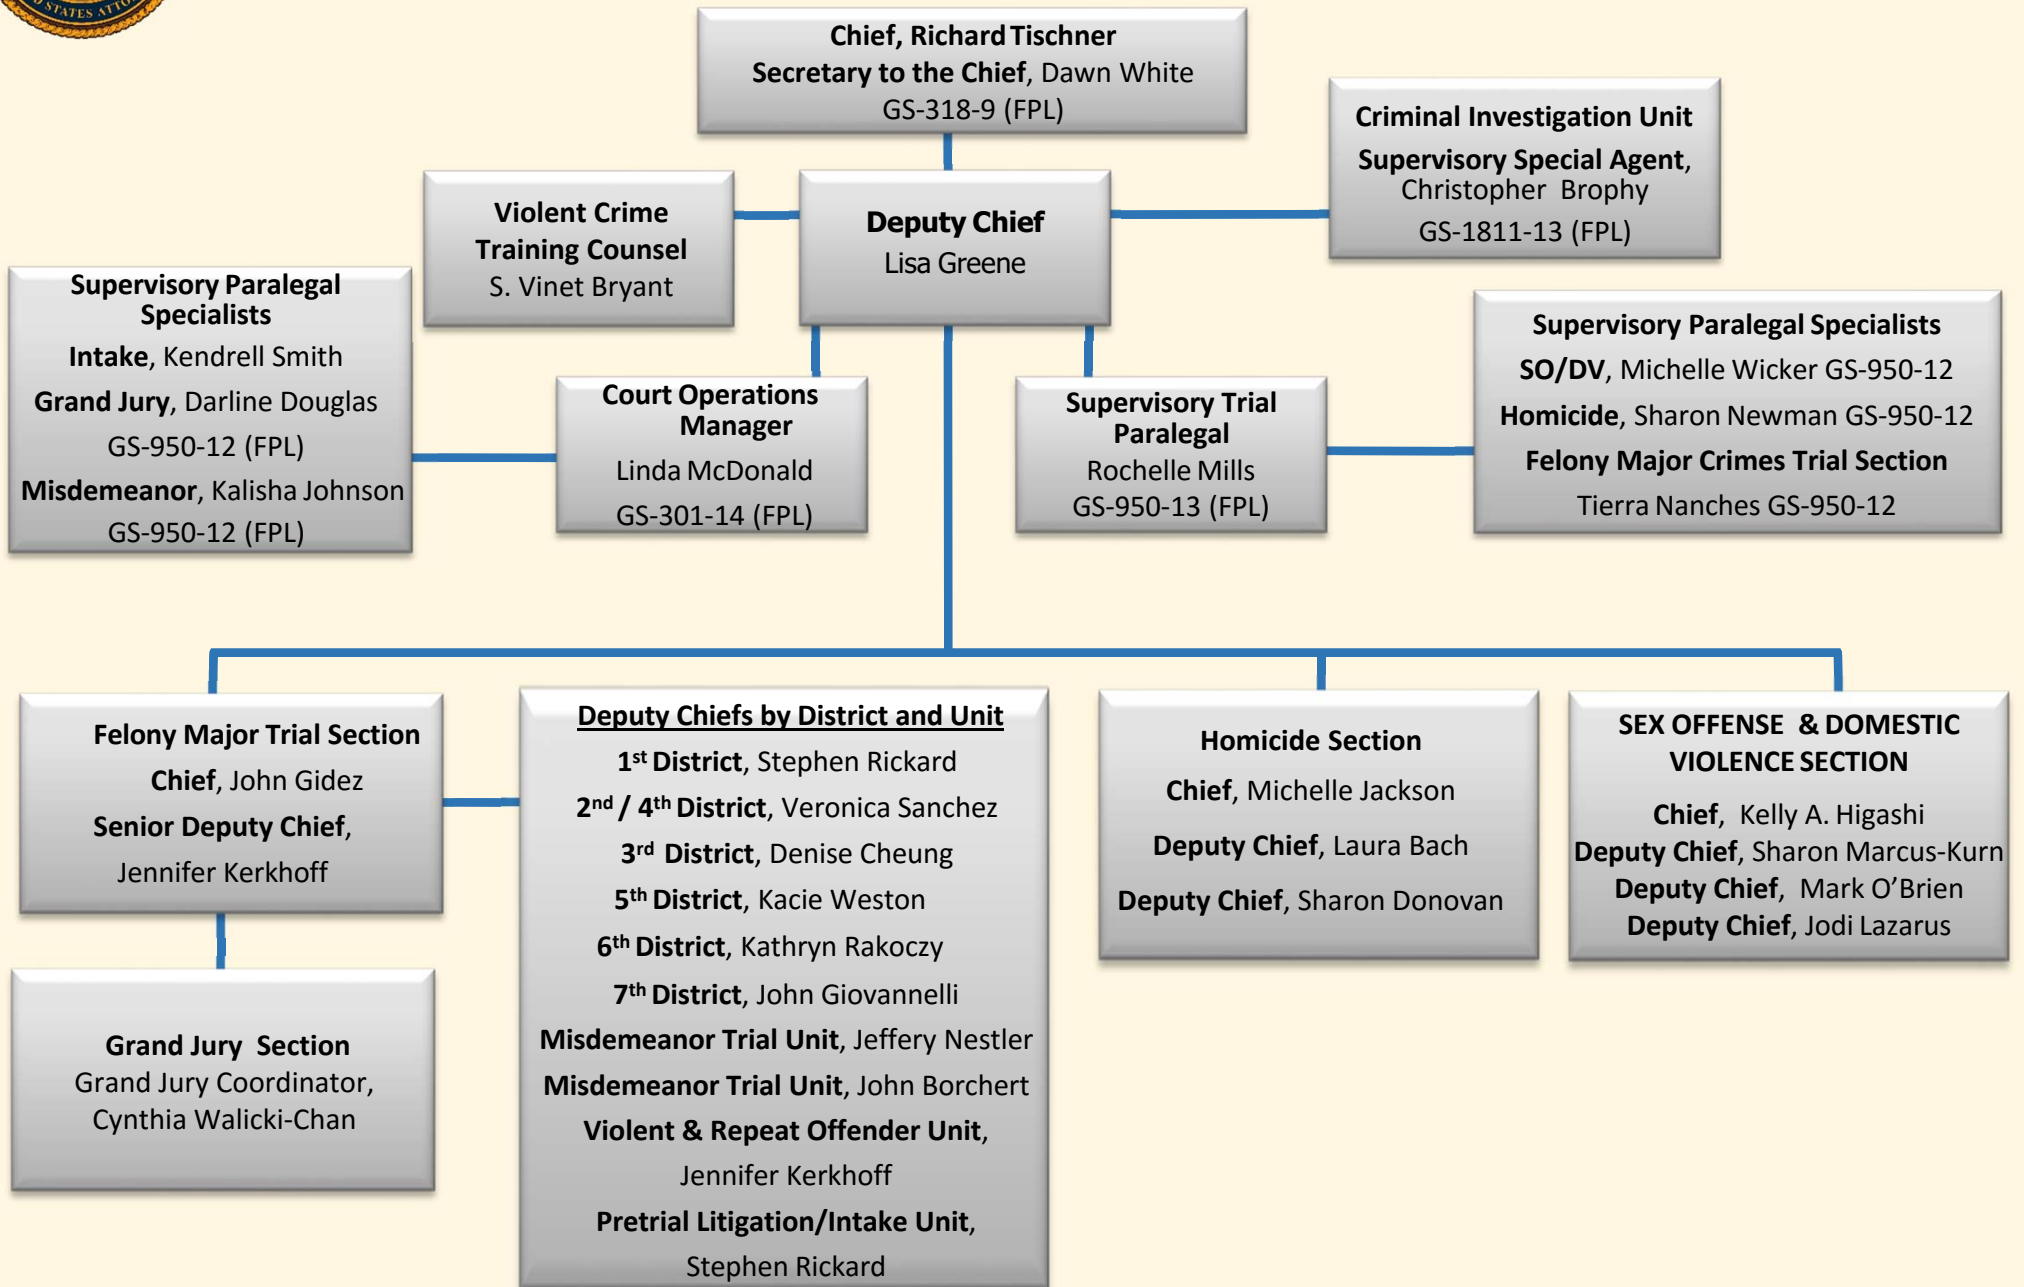 D STATES ATTO
Chief, Richard Tischner
Secretary to the Chief, Dawn White
GS-318-9 (FPL)
Criminal Investigation Unit
Supervisory Special Agent,
Christopher Brophy
GS-1811-13 (FPL)
Violent Crime
Training Counsel
S. Vinet Bryant
Deputy Chief
Lisa Greene
Supervisory Paralegal
Specialists
Intake, Kendrell Smith
Grand Jury, Darline Douglas
GS-950-12 (FPL)
Misdemeanor, Kalisha Johnson
GS-950-12 (FPL)
Court Operations
Manager
Linda McDonald
GS-301-14 (FPL)
Supervisory Trial
Paralegal
Rochelle Mills
GS-950-13 (FPL)
Supervisory Paralegal Specialists
SO/DV, Michelle Wicker GS-950-12
Homicide, Sharon Newman GS-950-12
Felony Major Crimes Trial Section
Tierra Nanches GS-950-12
Felony Major Trial Section
Chief, John Gidez
Senior Deputy Chief,
Jennifer Kerkhoff
Grand Jury Section
Grand Jury Coordinator,
Cynthia Walicki-Chan
Deputy Chiefs by District and Unit
1st District, Stephen Rickard
2nd / 4th District, Veronica Sanchez
3rd District, Denise Cheung
5th District, Kacie Weston
6th District, Kathryn Rakoczy
7th District, John Giovannelli
Misdemeanor Trial Unit, Jeffery Nestler
Misdemeanor Trial Unit, John Borchert
Violent & Repeat Offender Unit,
Jennifer Kerkhoff
Pretrial Litigation/Intake Unit,
Stephen Rickard
Homicide Section
Chief, Michelle Jackson
Deputy Chief, Laura Bach
Deputy Chief, Sharon Donovan
SEX OFFENSE & DOMESTIC
VIOLENCE SECTION
Chief, Kelly A. Higashi
Deputy Chief, Sharon Marcus-Kurn
Deputy Chief, Mark O'Brien
Deputy Chief, Jodi Lazarus